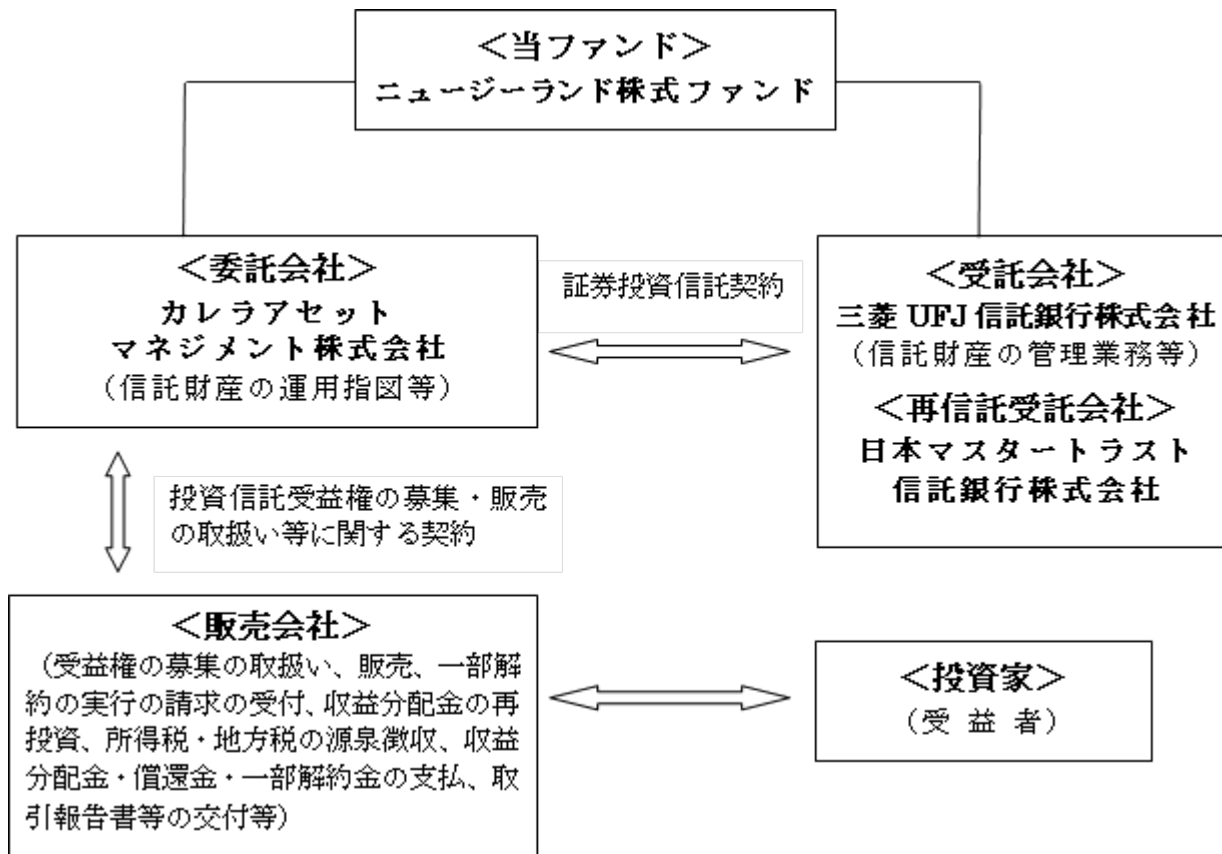 ＜当ファンド＞
ニュージーランド株式ファンド
＜委託会社＞
カレラアセット
マネジメント株式会社
（信託財産の運用指図等）
証券投資信託契約
＜受託会社＞
三菱 UFJ 信託銀行株式会社
（信託財産の管理業務等）
＜再信託受託会社＞
日本マスタートラスト
信託銀行株式会社
投資信託受益権の募集・販売
の取扱い等に関する契約
＜販売会社＞
（受益権の募集の取扱い、販売、一部解
約の実行の請求の受付、収益分配金の再
投資、所得税・地方税の源泉徴収、収益
分配金・償還金・一部解約金の支払、取
引報告書等の交付等）
＜投資家＞
（受 益 者）